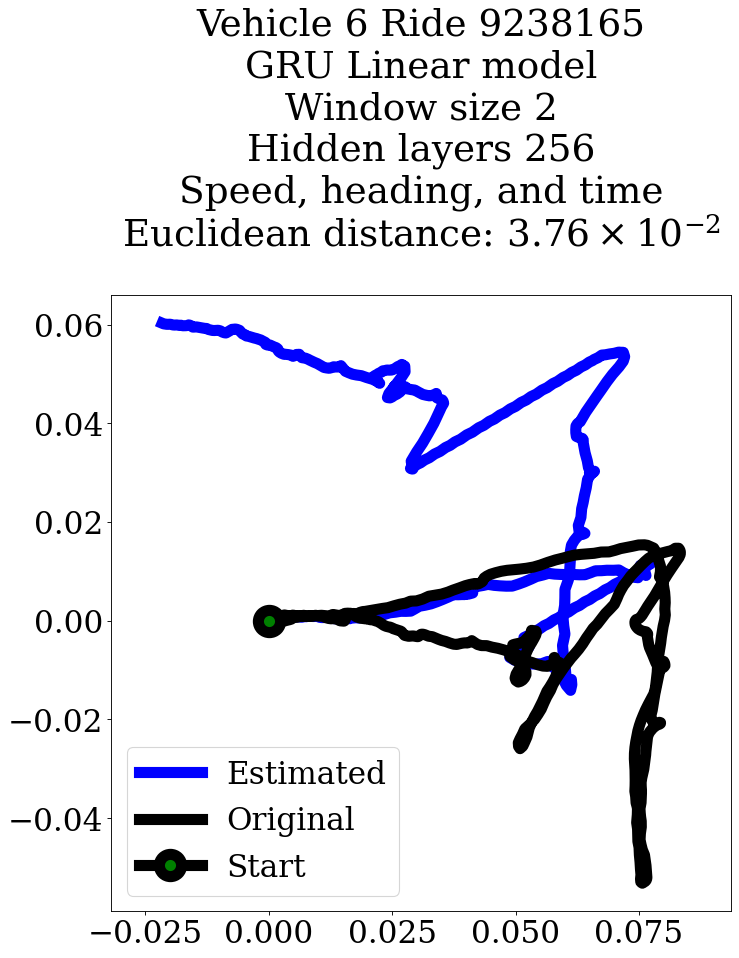 Vehicle 6 Ride 9238165
GRU Linear model
Window size 2
Hidden layers 256
Speed, heading, and time
Euclidean distance: 3.76 × 10⁻²
0.06
0.04
0.02
0.00
−0.02
−0.04
Estimated
Original
Start
−0.025 0.000 0.025 0.050 0.075